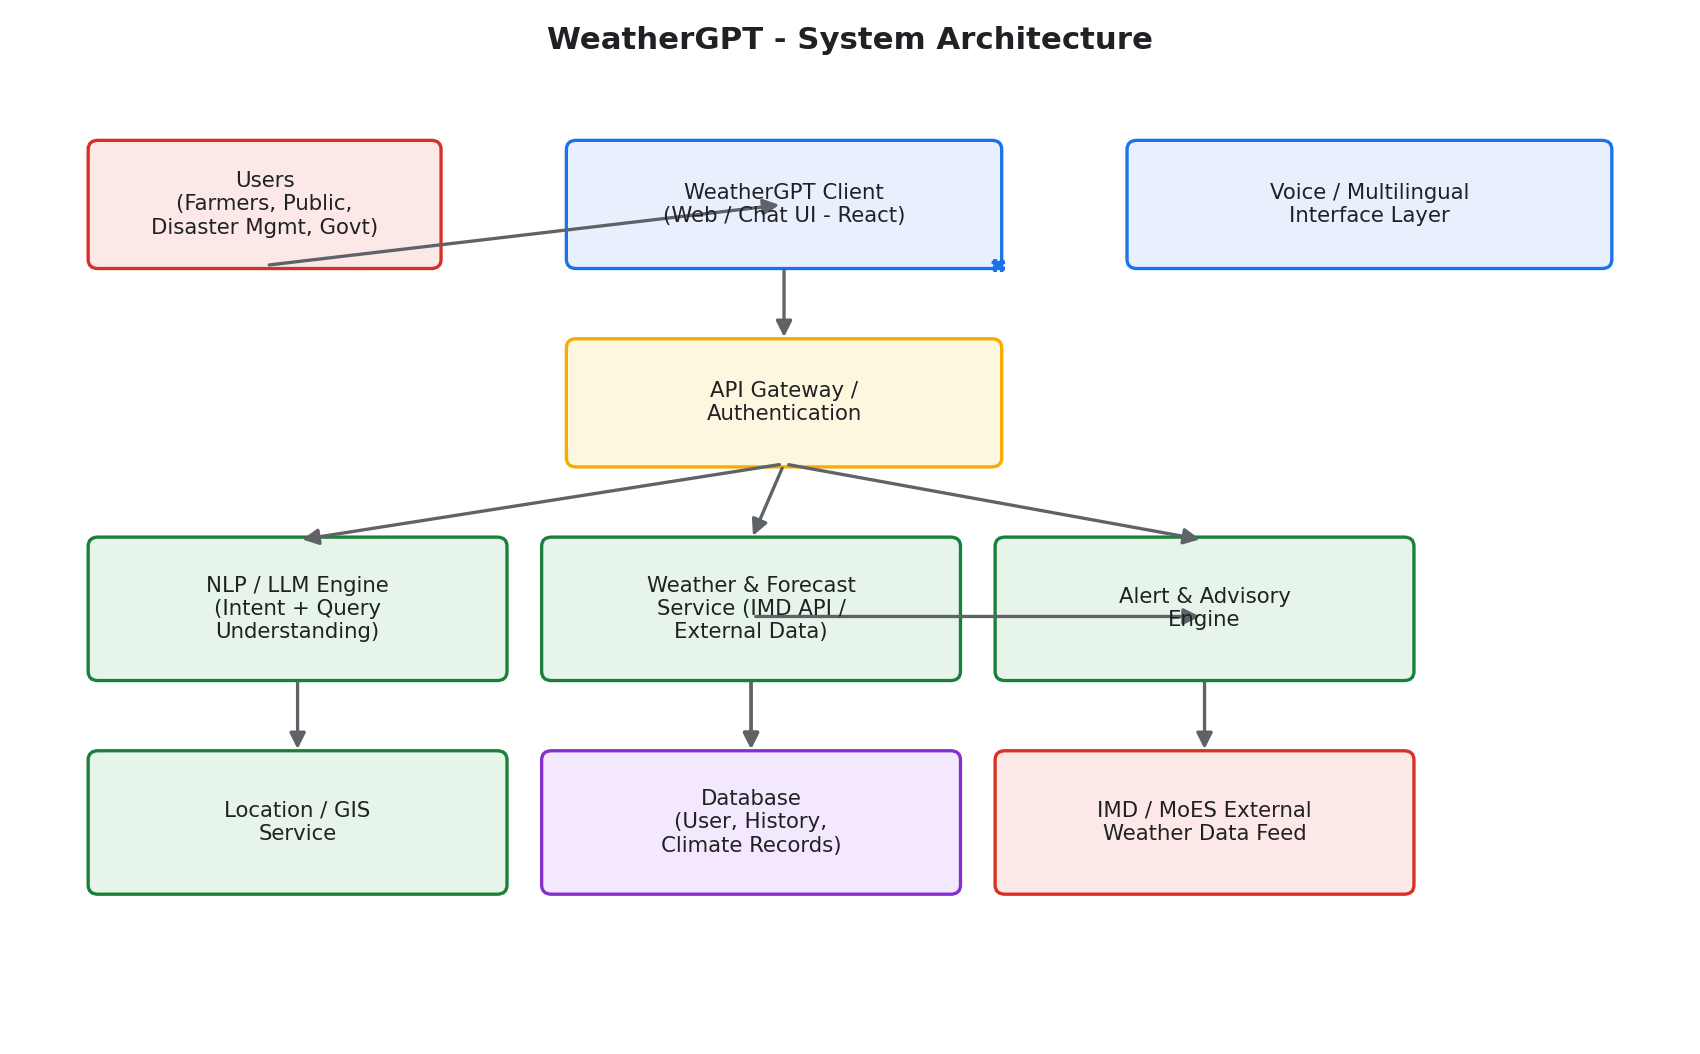 WeatherGPT - System Architecture
Users
(Farmers, Public,
Disaster Mgmt, Govt)
WeatherGPT Client
(Web / Chat UI - React)
Voice / Multilingual
Interface Layer
API Gateway /
Authentication
NLP / LLM Engine
(Intent + Query
Understanding)
Weather & Forecast
Service (IMD API /
External Data)
Alert & Advisory
Engine
Location / GIS
Service
Database
(User, History,
Climate Records)
IMD / MoES External
Weather Data Feed